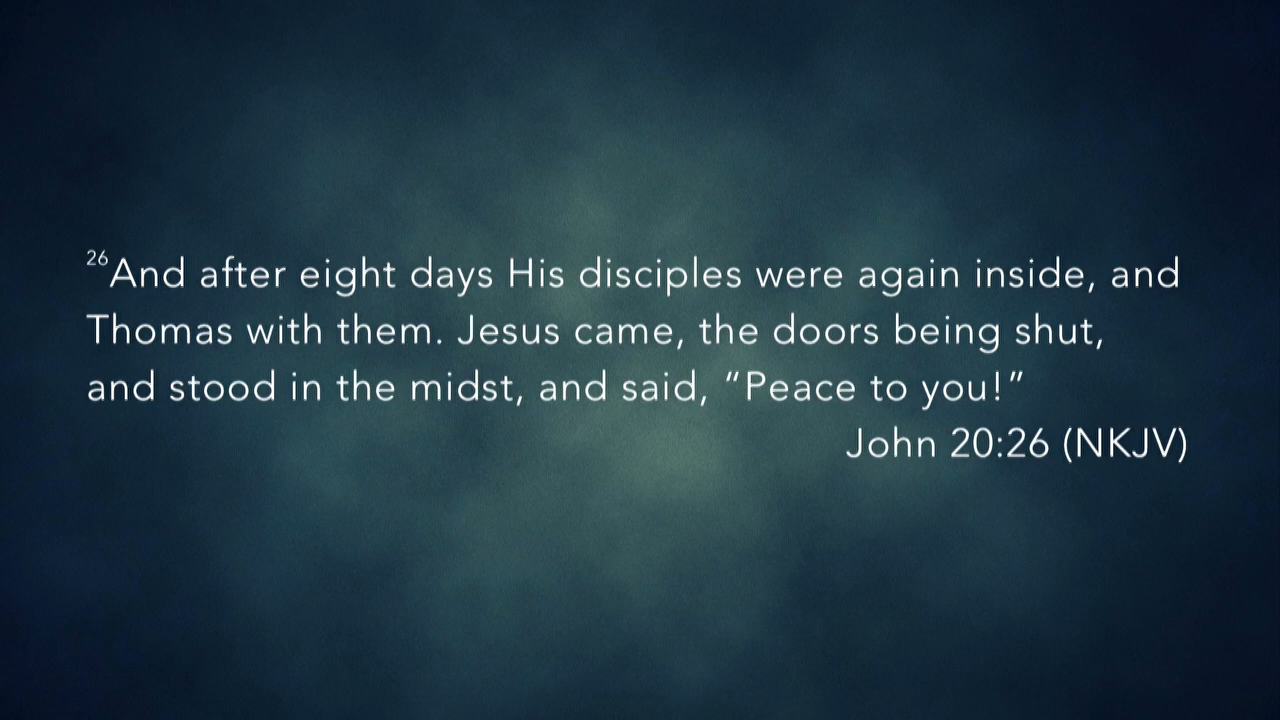 26And after eight days His disciples were again inside, and
Thomas with them. Jesus came, the doors being shut,
and stood in the midst, and said, “Peace to you!”
John 20:26 (NKJV)